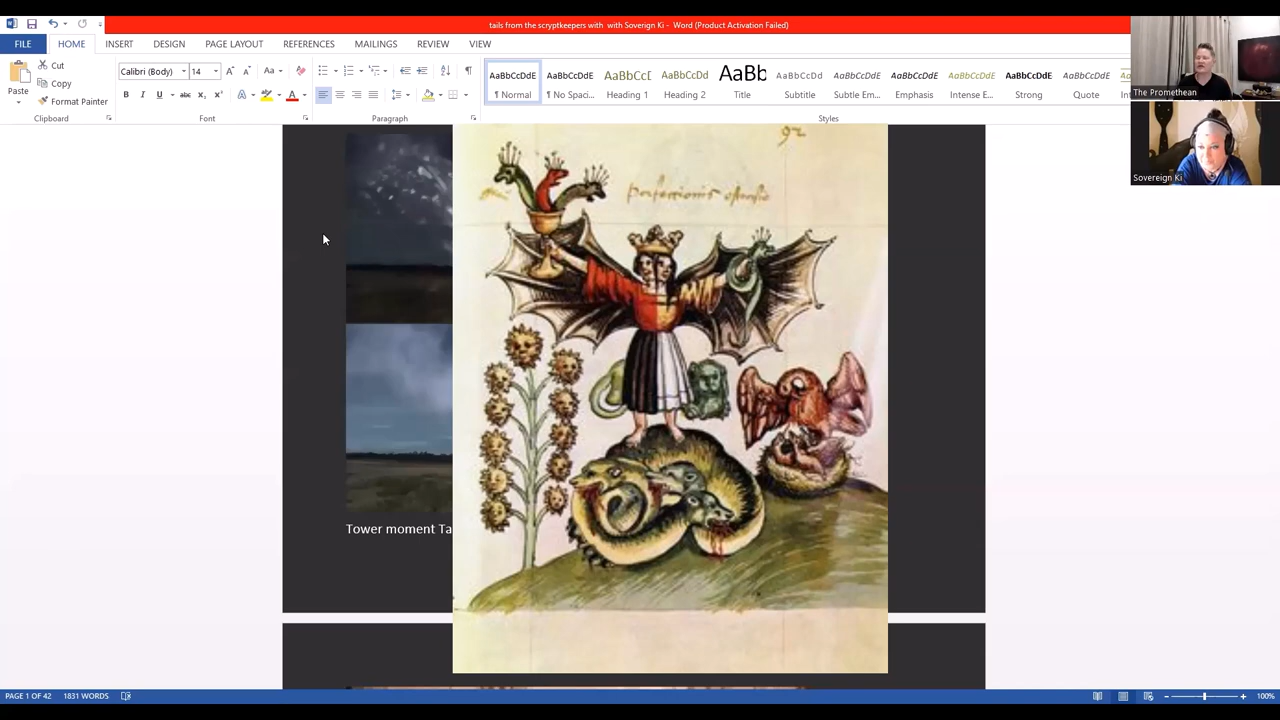 tails from the scryptkeepers with with Soverign Ki - Word (Product Activation Failed)
FILE HOME INSERT DESIGN PAGE LAYOUT REFERENCES MAILINGS REVIEW VIEW
Paste
Cut
Copy
Format Painter
Clipboard
Calibri (Body) 14
Font
Paragraph
AaBbCcDdE AaBbCcDdE AaBbCcI AaBbCcDd AaBb AaBbCcDd AaBbCcDdE AaBbCcDdE AaBbCcDdE AaBbCcDdE AaBbCcDdE
¶ Normal ¶ No Spaci... Heading 1 Heading 2 Title Subtitle Subtle Em... Emphasis Intense E... Strong Quote
Styles
The Promethean
Sovereign Ki
92
Tower moment Ta
PAGE 1 OF 42 1831 WORDS
100%